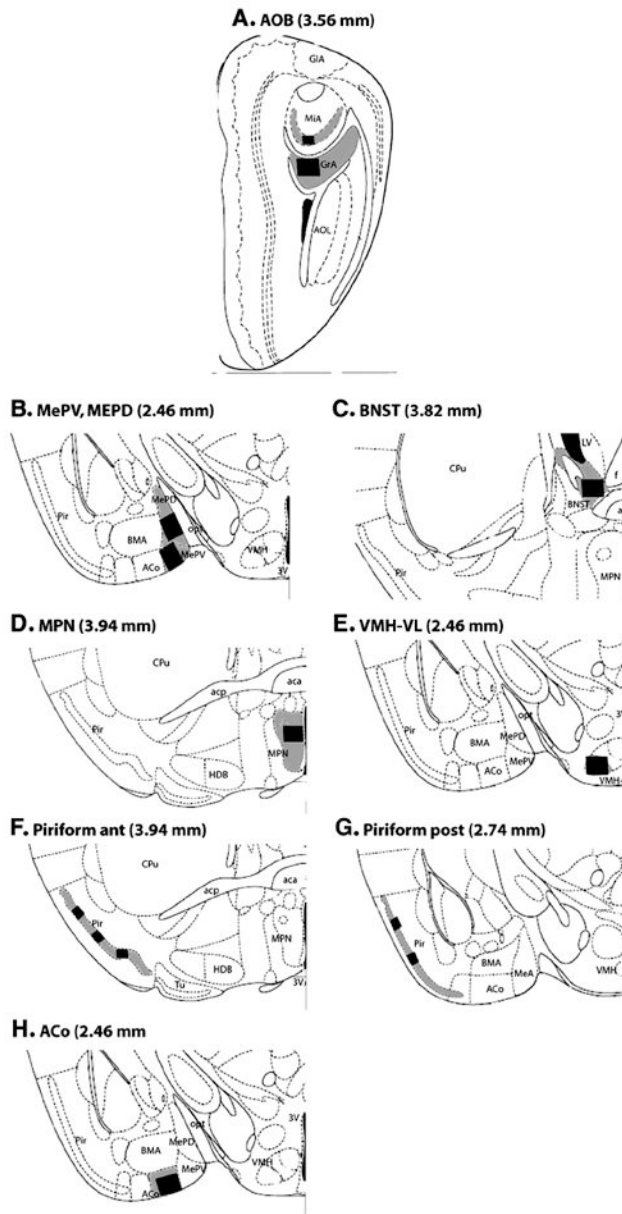 A. AOB (3.56 mm)
GlA
MiA
GrA
AOL
B. MePV, MEPD (2.46 mm)
MePD
Pir
opt
BMA
MePV
VMH
ACo
3V
C. BNST (3.82 mm)
LV
CPu
f
BNST
a
Pir
MPN
D. MPN (3.94 mm)
CPu
acp
aca
Pir
MPN
HDB
E. VMH-VL (2.46 mm)
3V
Pir
opt
BMA
MePD
ACo
MePV
VMH-
F. Piriform ant (3.94 mm)
CPu
acp
aca
Pir
MPN
HDB
Tu
3V
G. Piriform post (2.74 mm)
Pir
BMA
MeA
ACo
VMH
H. ACo (2.46 mm
3V
opt
Pir
MePD
BMA
MePV
VMH
ACo